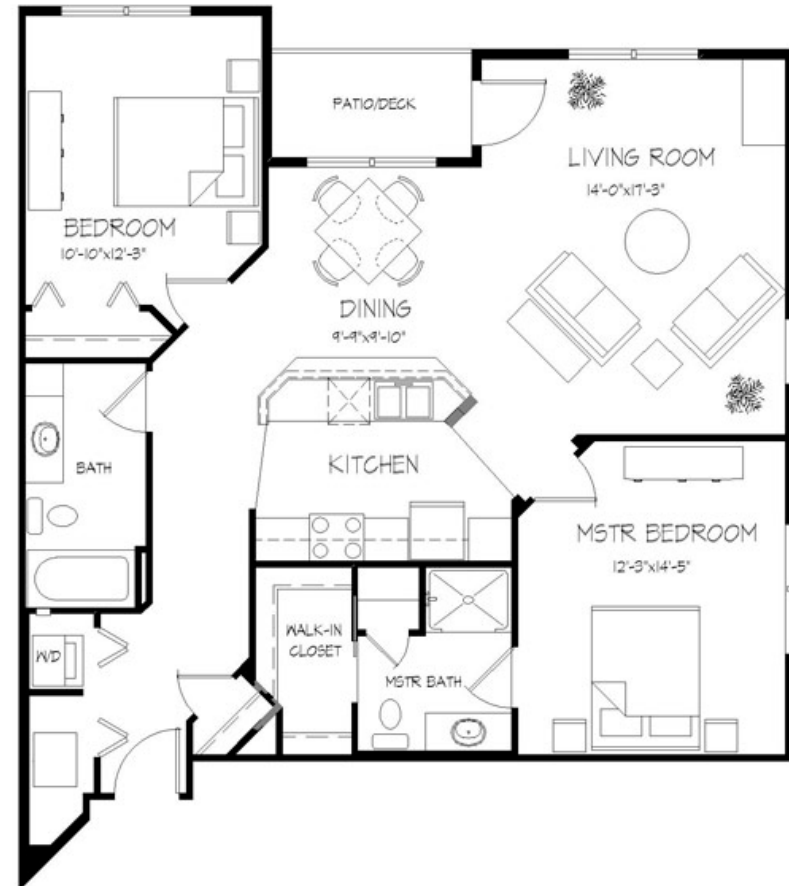 PATIO/DECK
LIVING ROOM
14'-0"x17'-3"
BEDROOM
10'-10"x12'-3"
DINING
9'-9"x9'-10"
BATH
KITCHEN
MSTR BEDROOM
12'-3"x14'-5"
W/D
WALK-IN
CLOSET
MSTR BATH